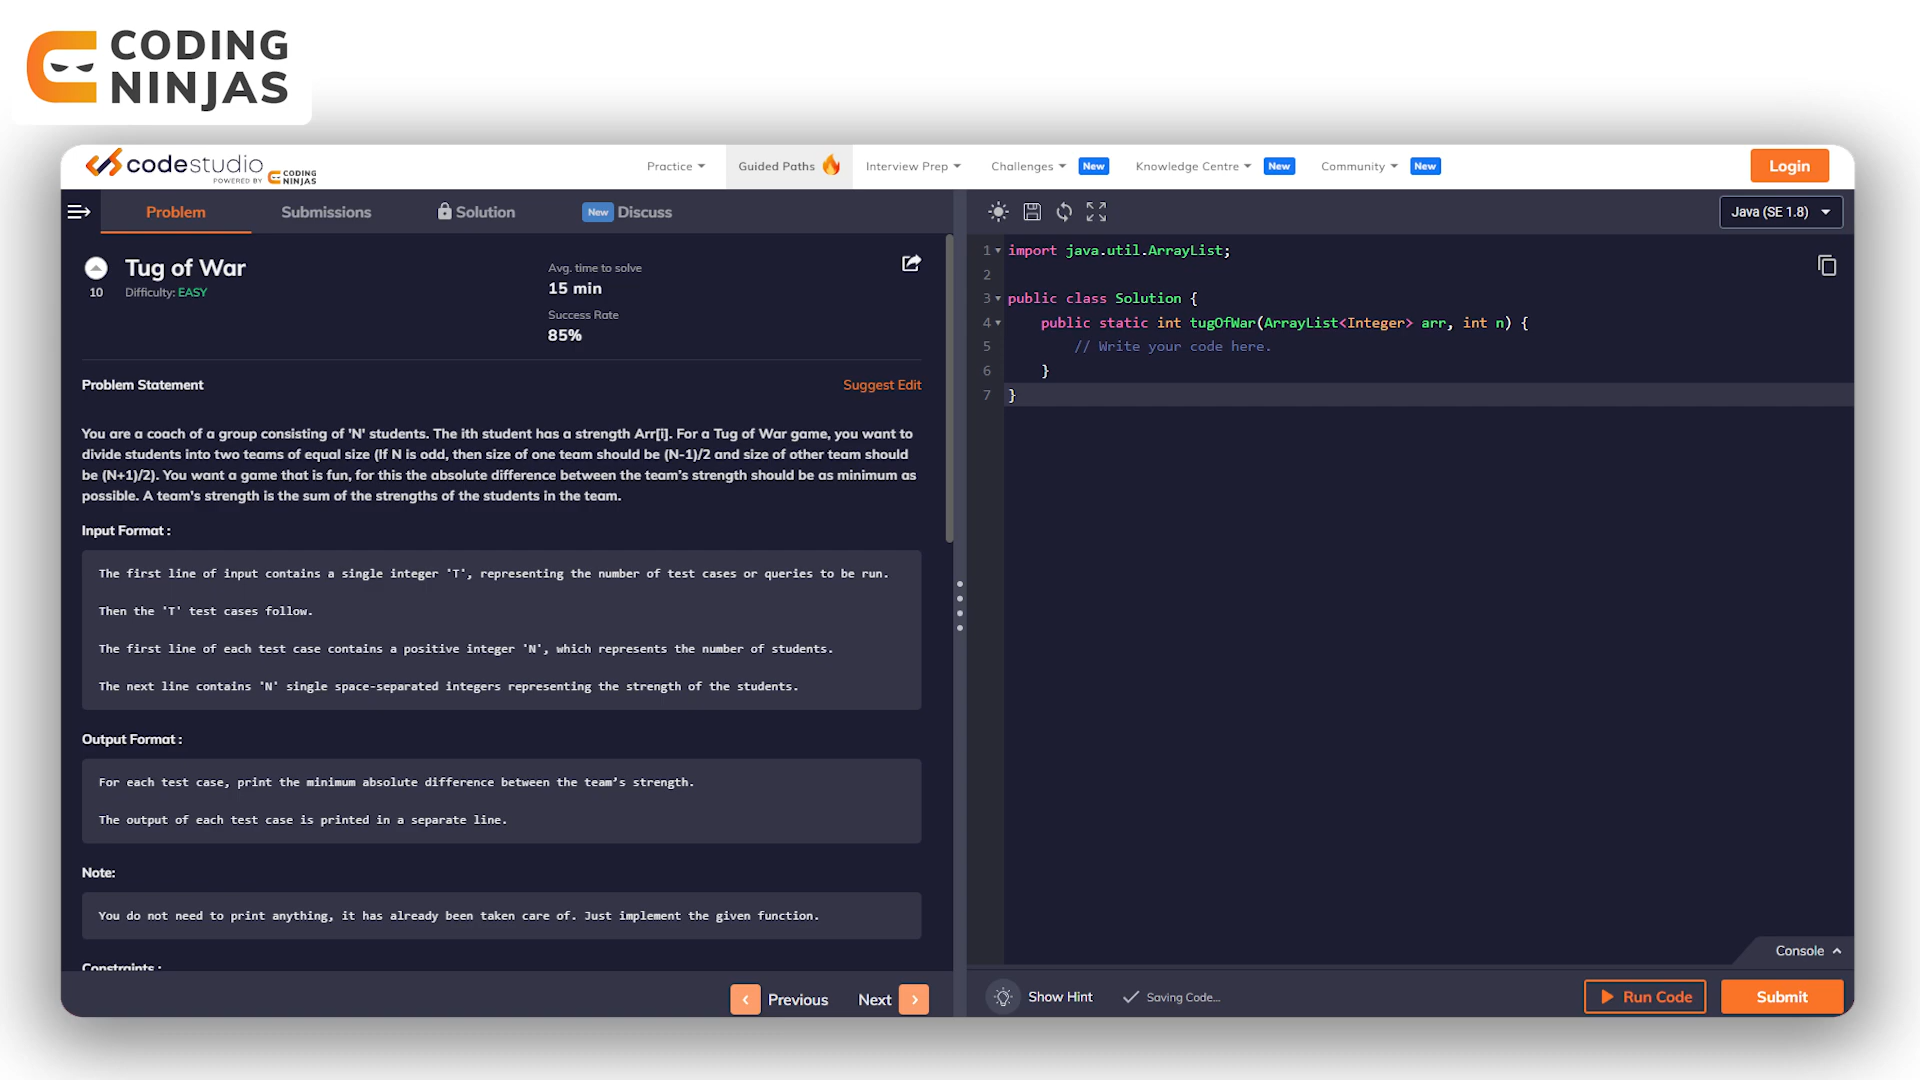 CODING
NINJAS
codestudio
POWERED BY CODING NINJAS
Practice
Guided Paths
Interview Prep
Challenges
New
Knowledge Centre
New
Community
New
Login
Problem
Submissions
Solution
New Discuss
Java (SE 1.8)
Tug of War
10
Difficulty: EASY
Avg. time to solve
15 min
Success Rate
85%
Problem Statement
Suggest Edit
You are a coach of a group consisting of 'N' students. The ith student has a strength Arr[i]. For a Tug of War game, you want to
divide students into two teams of equal size (If N is odd, then size of one team should be (N-1)/2 and size of other team should
be (N+1)/2). You want a game that is fun, for this the absolute difference between the team’s strength should be as minimum as
possible. A team's strength is the sum of the strengths of the students in the team.
Input Format :
The first line of input contains a single integer 'T', representing the number of test cases or queries to be run.
Then the 'T' test cases follow.
The first line of each test case contains a positive integer 'N', which represents the number of students.
The next line contains 'N' single space-separated integers representing the strength of the students.
Output Format :
For each test case, print the minimum absolute difference between the team’s strength.
The output of each test case is printed in a separate line.
Note:
You do not need to print anything, it has already been taken care of. Just implement the given function.
Constraints :
Previous
Next
1 import java.util.ArrayList;
2
3 public class Solution {
4 public static int tugOfWar(ArrayList<Integer> arr, int n) {
5 // Write your code here.
6 }
7 }
Console
Show Hint
Saving Code...
Run Code
Submit